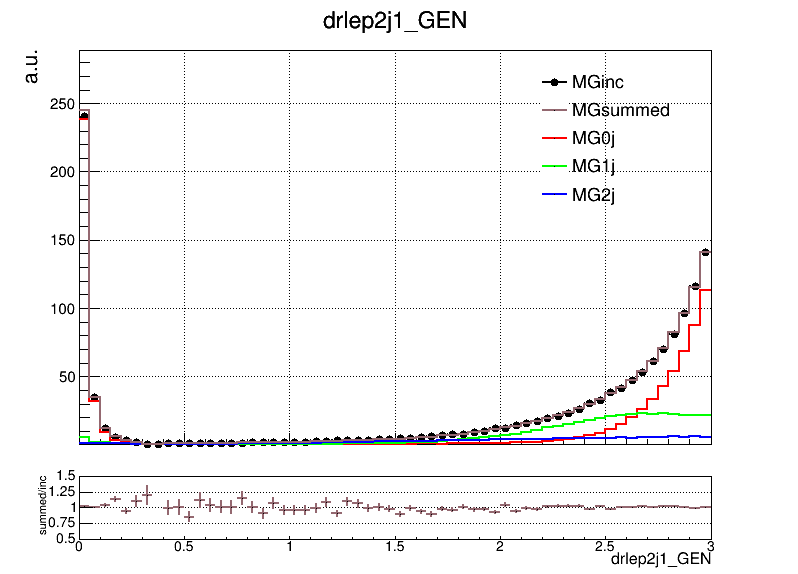 drlep2j1_GEN
a.u.
250
200
150
100
50
MGinc
MGsummed
MG0j
MG1j
MG2j
summed/inc
1.5
1.25
1
0.75
0.5
0 0.5 1 1.5 2 2.5 3
drlep2j1_GEN